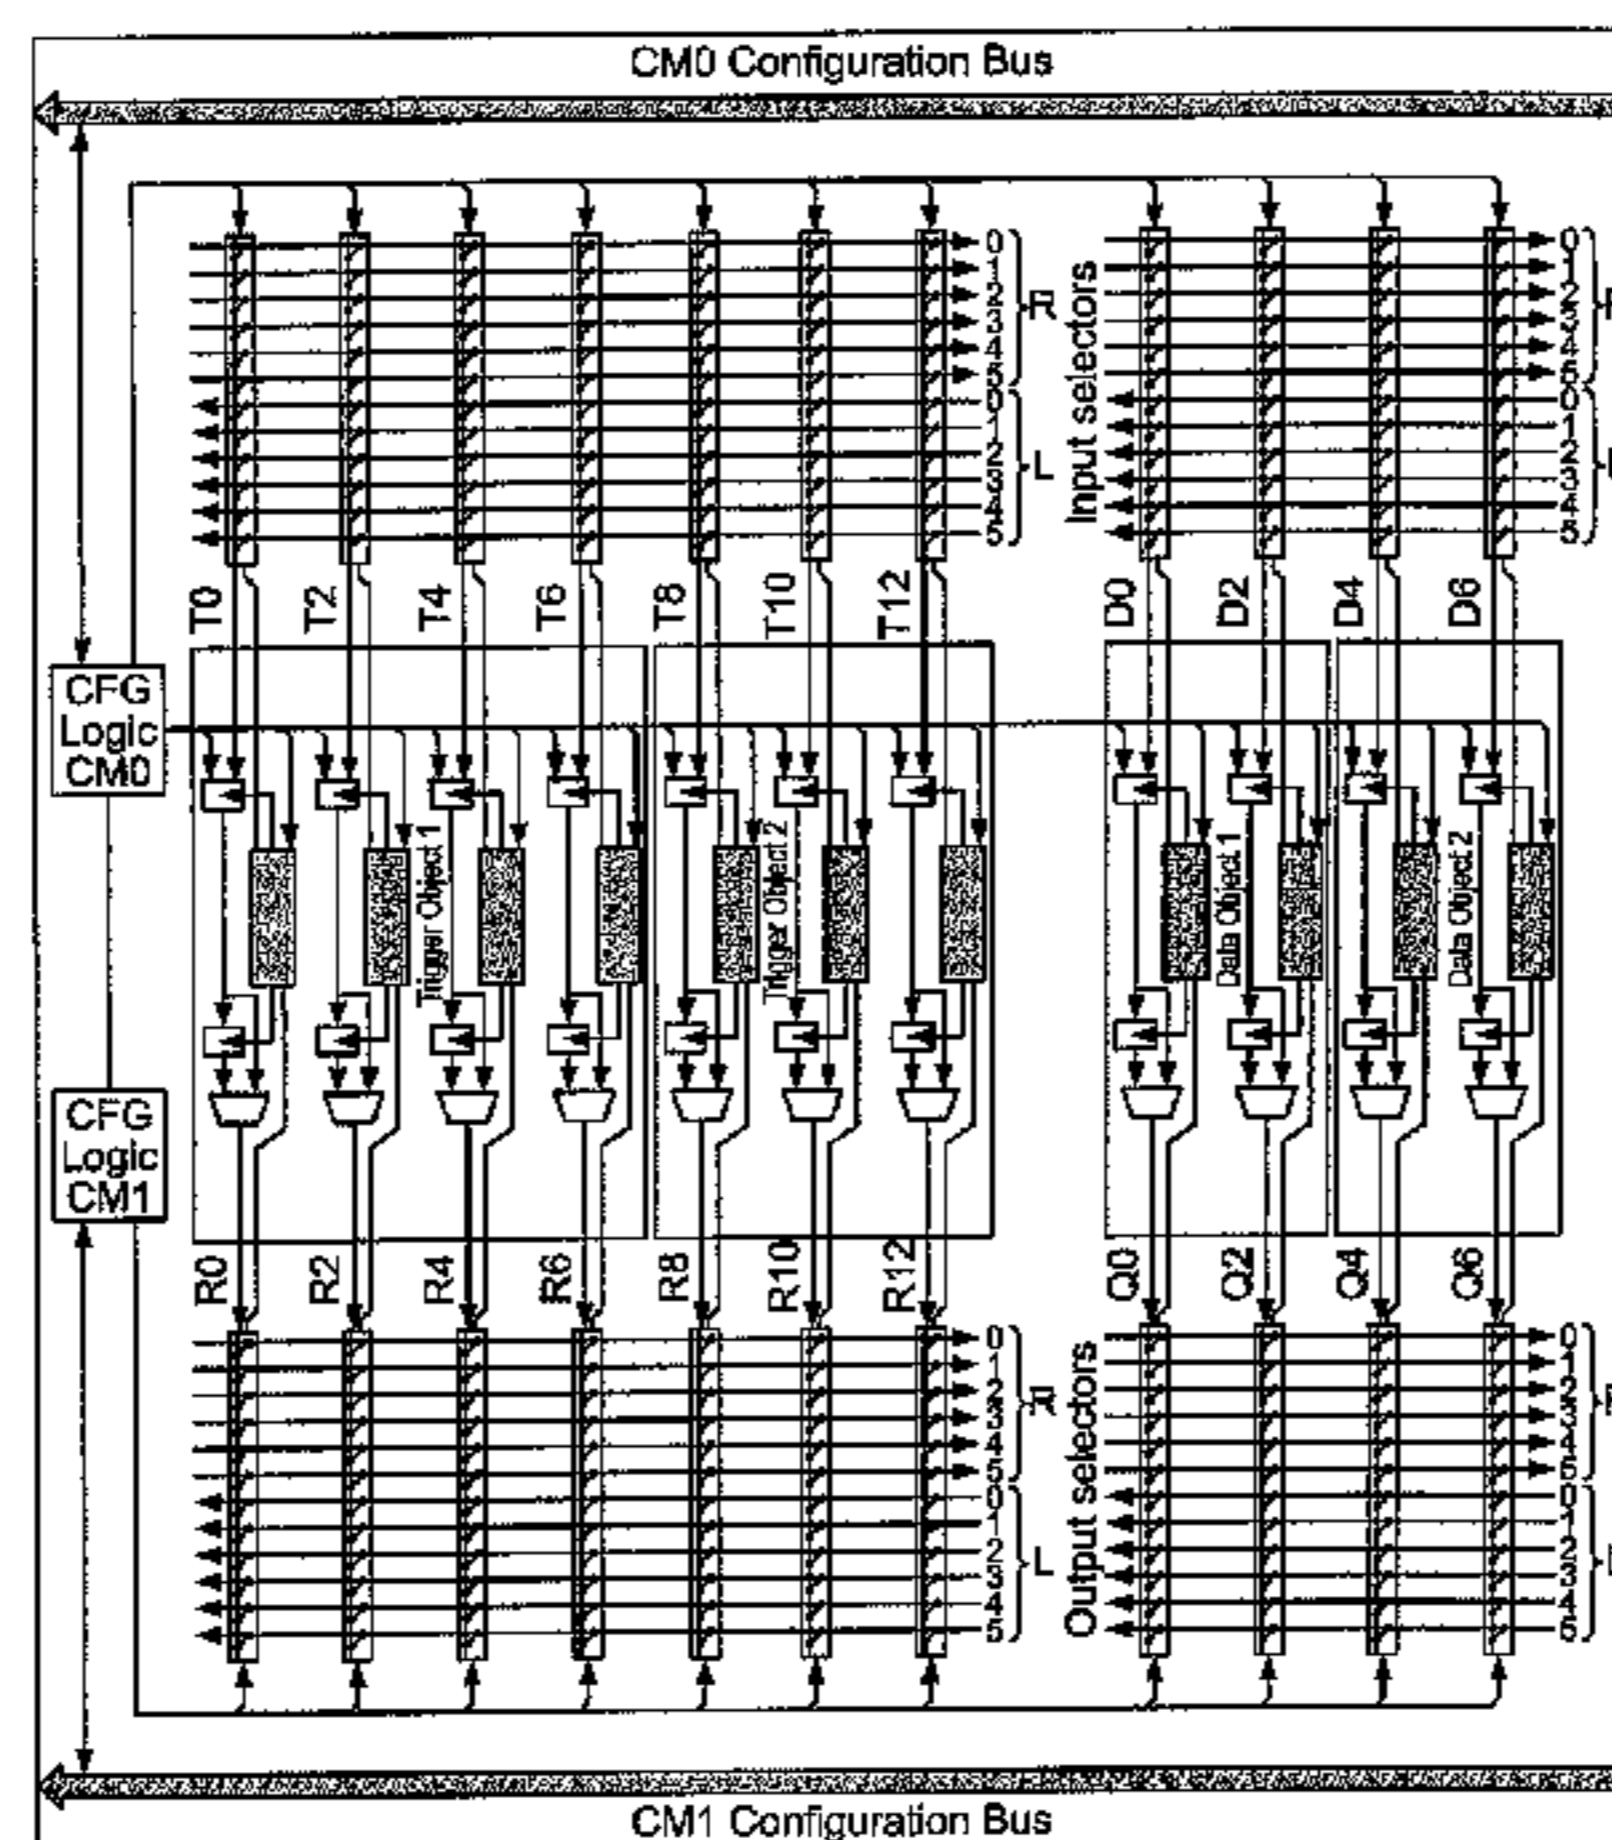 CM0 Configuration Bus
0
1
2
3
4
5
R
0
1
2
3
4
5
L
Input selectors
0
1
2
3
4
5
0
1
2
3
4
5
T0
T2
T4
T6
T8
T10
T12
D0
D2
D4
D6
CFG
Logic
CM0
Trigger Object 1
Trigger Object 2
Data Object 1
Data Object 2
CFG
Logic
CM1
R0
R2
R4
R6
R8
R10
R12
Q0
Q2
Q4
Q6
0
1
2
3
4
5
R
0
1
2
3
4
5
L
Output selectors
0
1
2
3
4
5
0
1
2
3
4
5
CM1 Configuration Bus